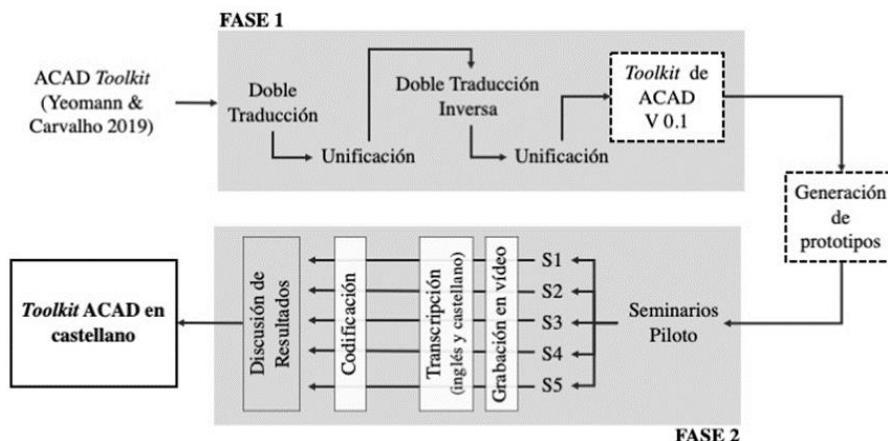 FASE 1
ACAD Toolkit
(Yeomann &
Carvalho 2019)
Doble
Traducción
Unificación
Doble Traducción
Inversa
Unificación
Toolkit de
ACAD
V 0.1
Generación
de
prototipos
Seminarios
Piloto
S1
S2
S3
S4
S5
Grabación en vídeo
Transcripción
(inglés y castellano)
Codificación
Discusión de
Resultados
Toolkit ACAD en
castellano
FASE 2